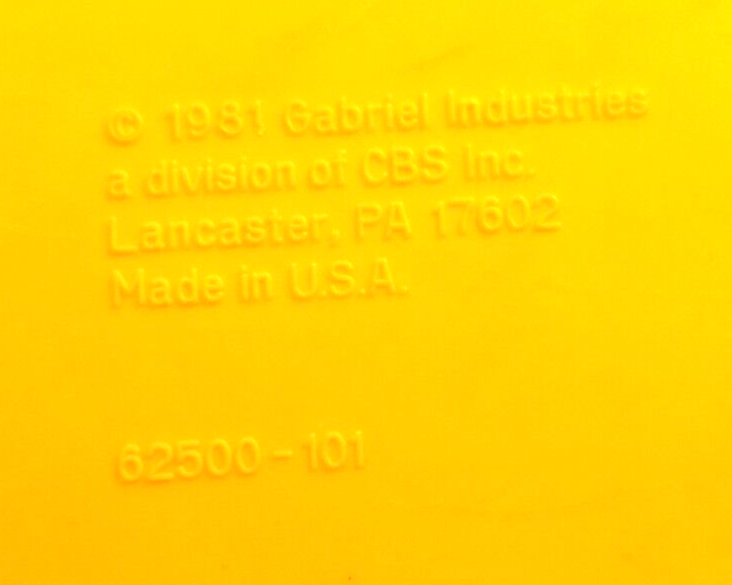 © 1981 Gabriel Industries
a division of CBS Inc.
Lancaster, PA 17602
Made in U.S.A.
62500-101